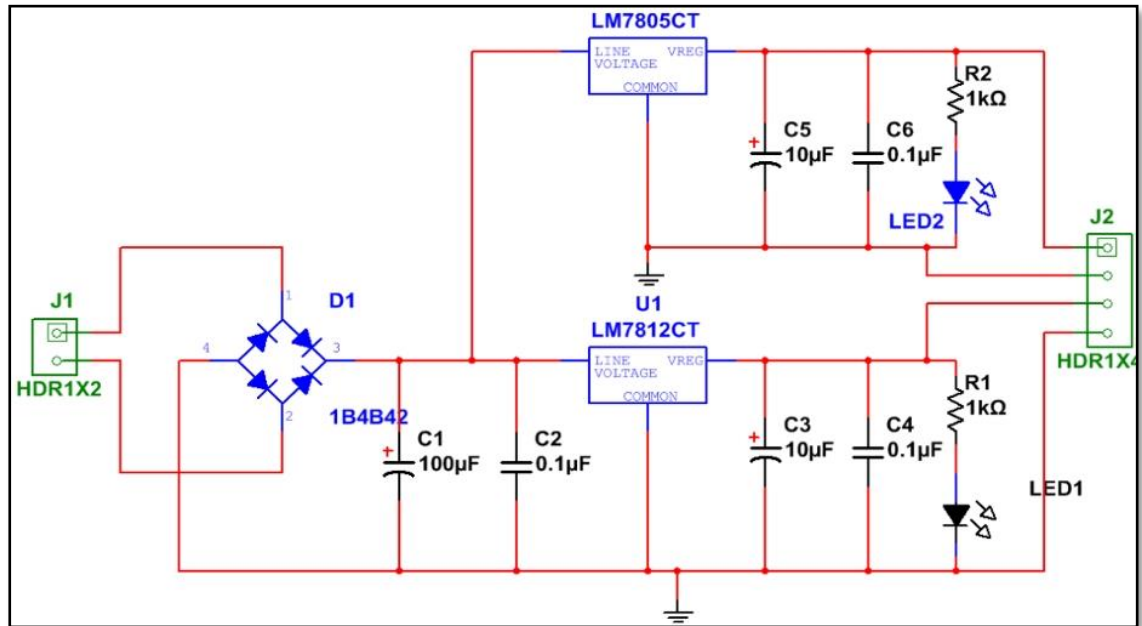 LM7805CT
LINE VREG
VOLTAGE
COMMON
R2
1kΩ
C5
10µF
C6
0.1µF
LED2
J2
HDR1X4
J1
HDR1X2
D1
1
4
3
2
1B4B42
U1
LM7812CT
LINE VREG
VOLTAGE
COMMON
C1
100µF
C2
0.1µF
C3
10µF
C4
0.1µF
R1
1kΩ
LED1
+
+
+